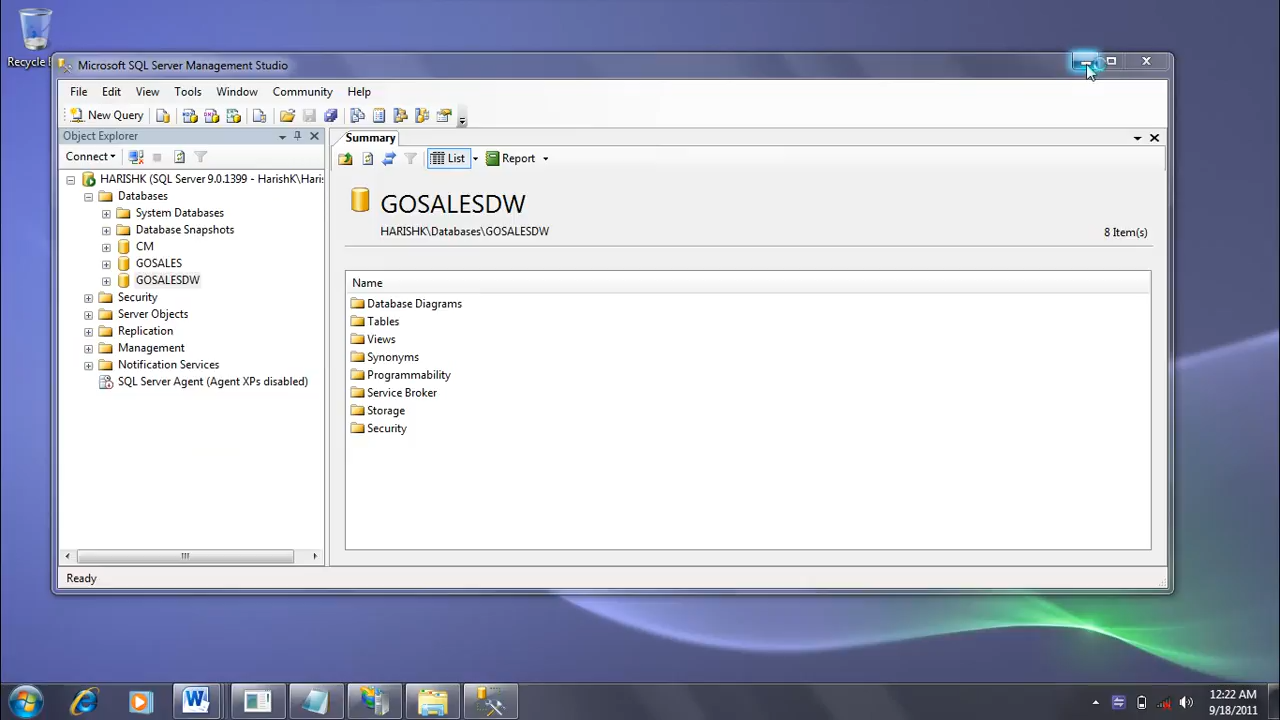 Recycle
Microsoft SQL Server Management Studio
File Edit View Tools Window Community Help
New Query
Object Explorer
Connect
HARISHK (SQL Server 9.0.1399 - HarishK\Haris
Databases
System Databases
Database Snapshots
CM
GOSALES
GOSALESDW
Security
Server Objects
Replication
Management
Notification Services
SQL Server Agent (Agent XPs disabled)
Summary
List Report
GOSALESDW
HARISHK\Databases\GOSALESDW 8 Item(s)
Name
Database Diagrams
Tables
Views
Synonyms
Programmability
Service Broker
Storage
Security
Ready
12:22 AM
9/18/2011